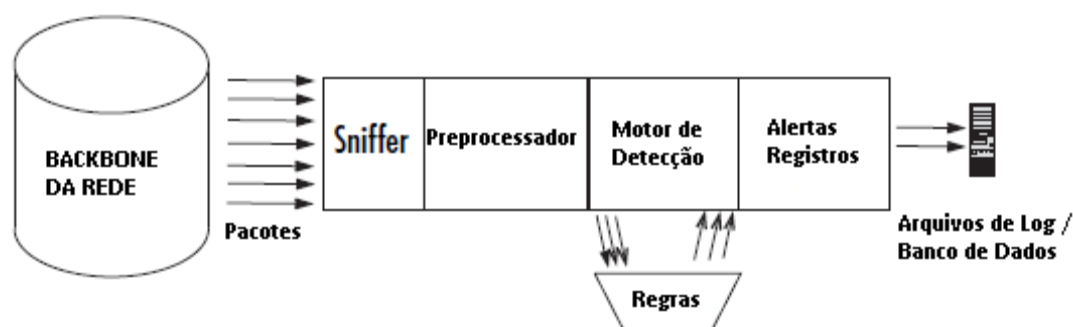 BACKBONE
DA REDE
Pacotes
Sniffer
Preprocessador
Motor de
Detecção
Alertas
Registros
Regras
Arquivos de Log /
Banco de Dados